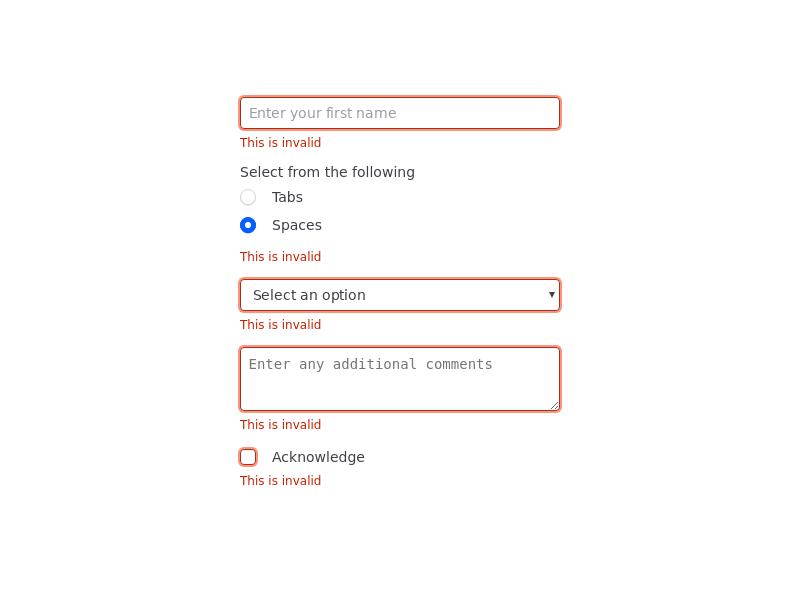 Enter your first name
This is invalid
Select from the following
Tabs
Spaces
This is invalid
Select an option
This is invalid
Enter any additional comments
This is invalid
Acknowledge
This is invalid